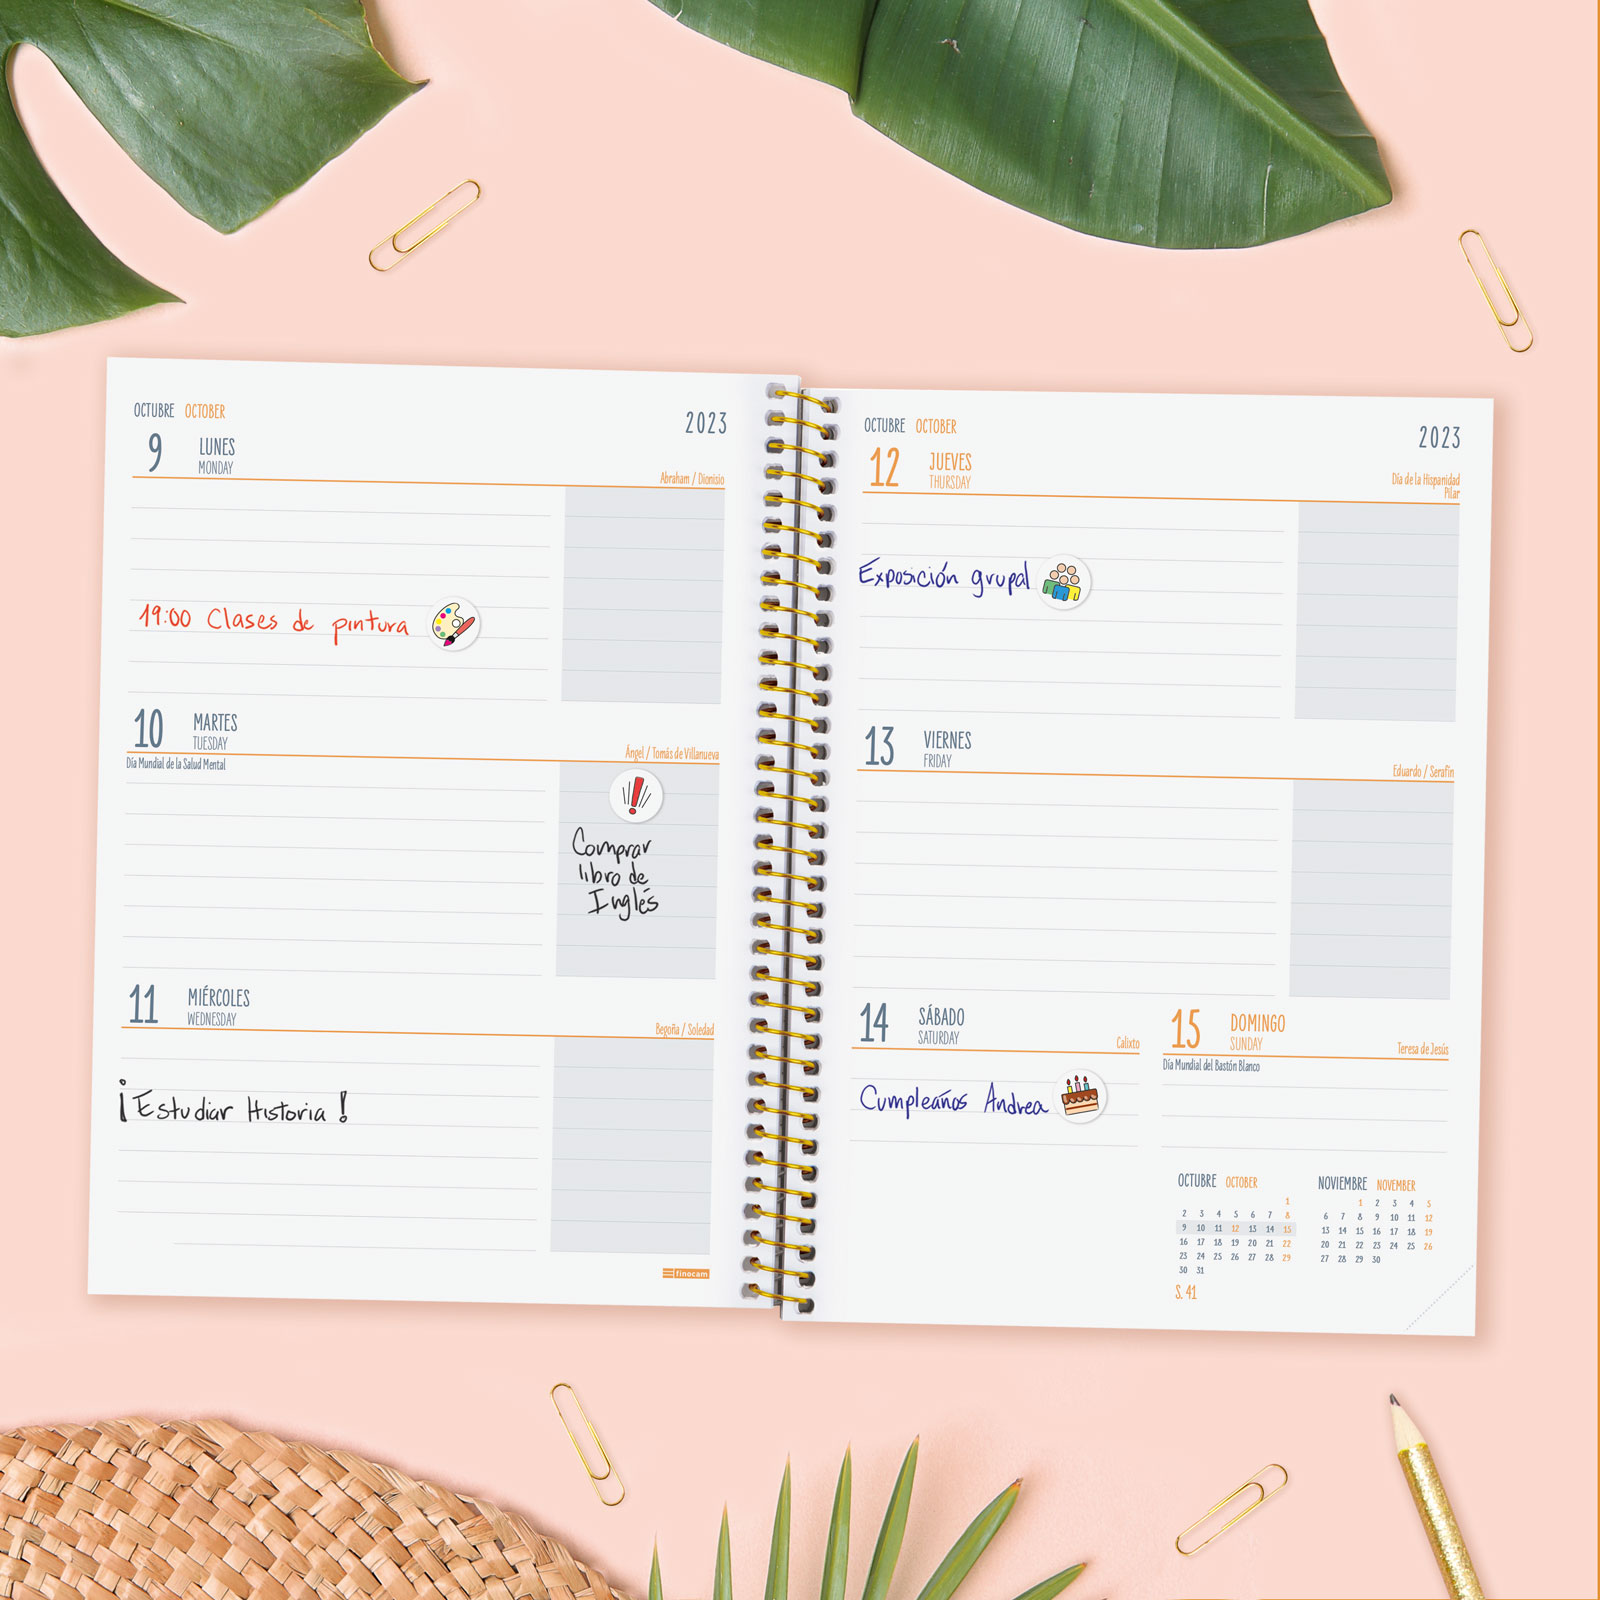 OCTUBRE OCTOBER
2023
9 LUNES
MONDAY
Abraham / Dionisio
19:00 Clases de pintura
10 MARTES
TUESDAY
Ángel / Tomás de Villanueva
Día Mundial de la Salud Mental
Comprar
libro de
Inglés
11 MIÉRCOLES
WEDNESDAY
Begoña / Soledad
¡Estudiar Historia!
finocam
OCTUBRE OCTOBER
2023
12 JUEVES
THURSDAY
Día de la Hispanidad
Pilar
Exposición grupal
13 VIERNES
FRIDAY
Eduardo / Serafín
14 SÁBADO
SATURDAY
Calixto
Cumpleaños Andrea
15 DOMINGO
SUNDAY
Teresa de Jesús
Día Mundial del Bastón Blanco
OCTUBRE OCTOBER
1
2 3 4 5 6 7 8
9 10 11 12 13 14 15
16 17 18 19 20 21 22
23 24 25 26 27 28 29
30 31
S. 41
NOVIEMBRE NOVEMBER
1 2 3 4 5
6 7 8 9 10 11 12
13 14 15 16 17 18 19
20 21 22 23 24 25 26
27 28 29 30